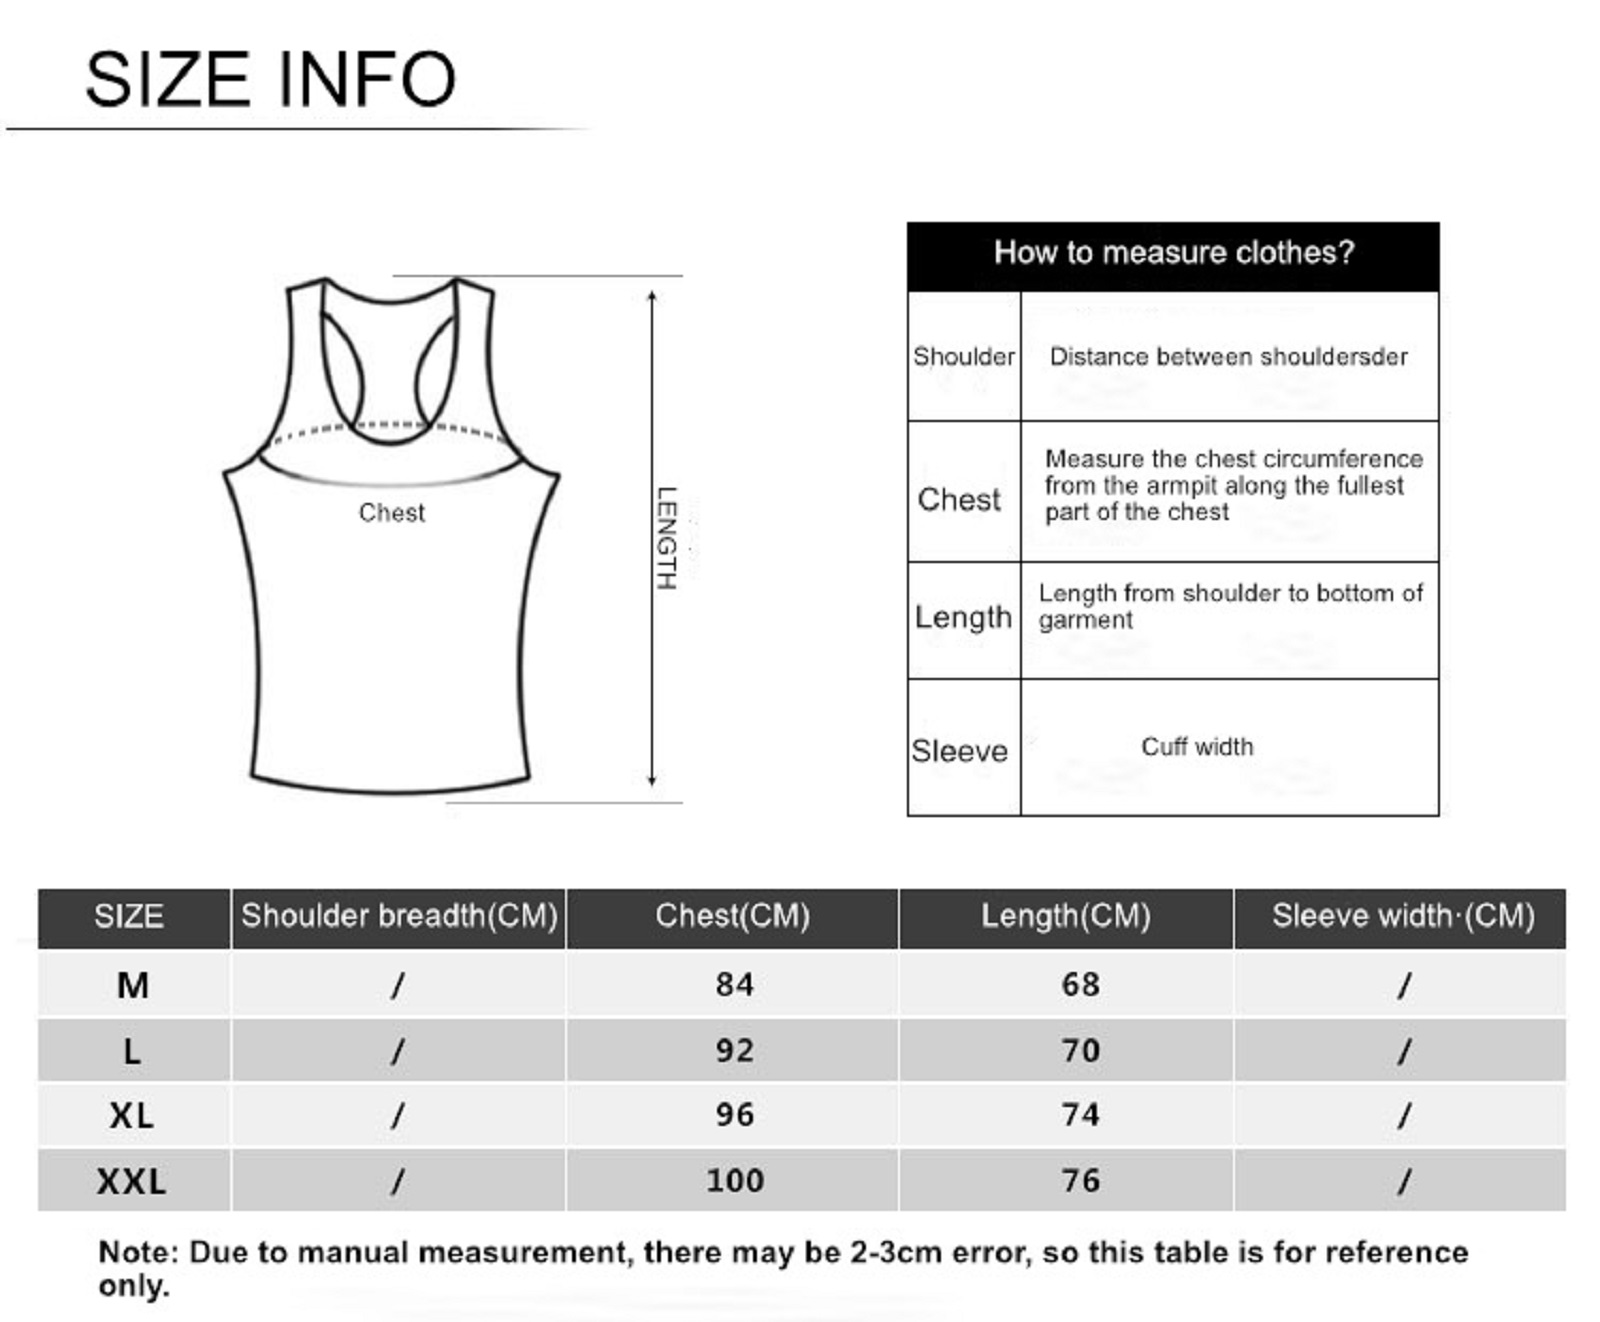 SIZE INFO
Chest
LENGTH
How to measure clothes?
Shoulder
Distance between shouldersder
Chest
Measure the chest circumference
from the armpit along the fullest
part of the chest
Length
Length from shoulder to bottom of
garment
Sleeve
Cuff width
SIZE Shoulder breadth(CM) Chest(CM) Length(CM) Sleeve width·(CM)
M / 84 68 /
L / 92 70 /
XL / 96 74 /
XXL / 100 76 /
Note: Due to manual measurement, there may be 2-3cm error, so this table is for reference
only.